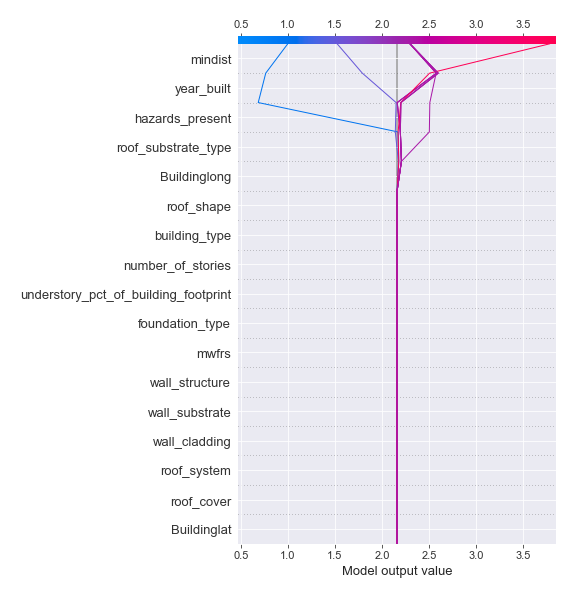 0.5 1.0 1.5 2.0 2.5 3.0 3.5
mindist
year_built
hazards_present
roof_substrate_type
Buildinglong
roof_shape
building_type
number_of_stories
understory_pct_of_building_footprint
foundation_type
mwfrs
wall_structure
wall_substrate
wall_cladding
roof_system
roof_cover
Buildinglat
0.5 1.0 1.5 2.0 2.5 3.0 3.5
Model output value